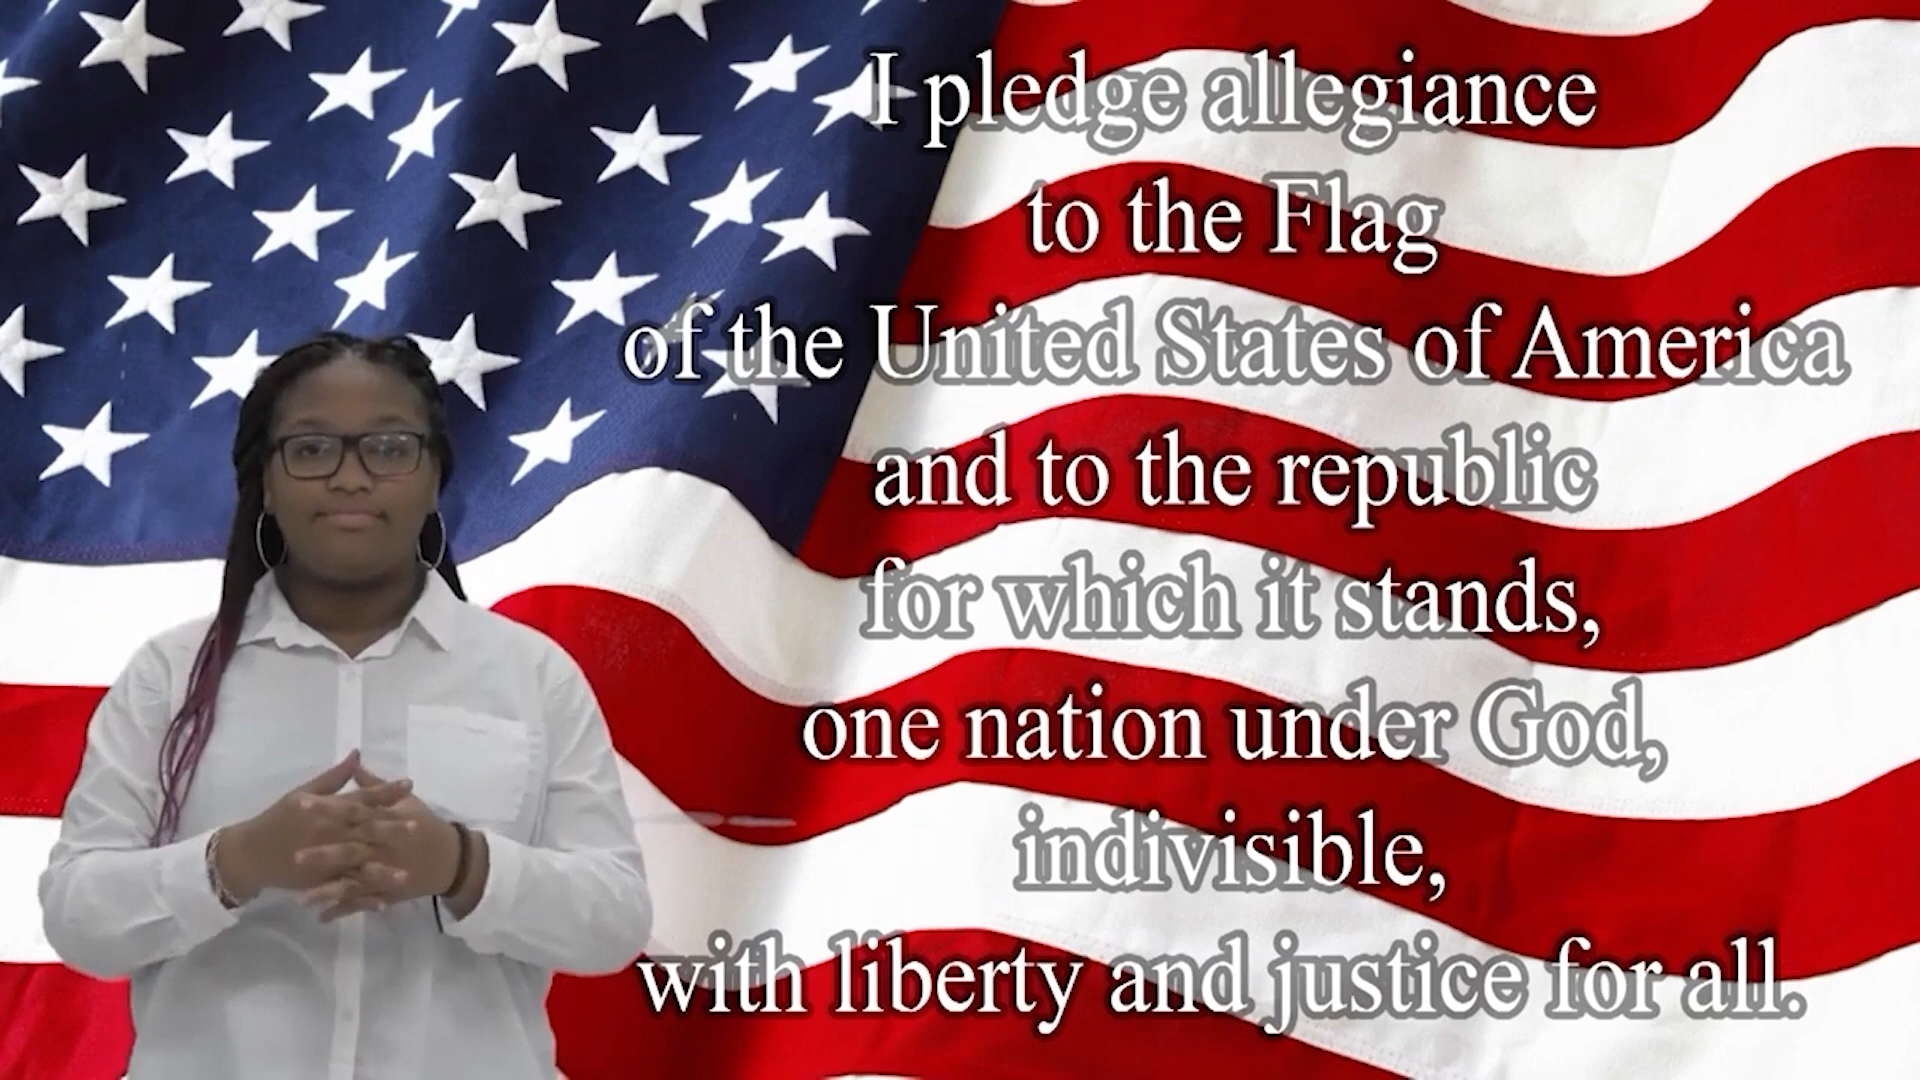 I pledge allegiance
to the Flag
of the United States of America
and to the republic
for which it stands,
one nation under God,
indivisible,
with liberty and justice for all.